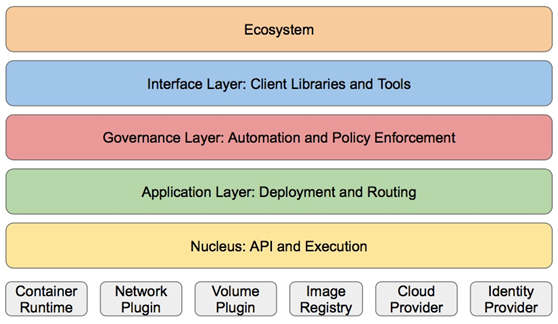 Ecosystem
Interface Layer: Client Libraries and Tools
Governance Layer: Automation and Policy Enforcement
Application Layer: Deployment and Routing
Nucleus: API and Execution
Container
Runtime
Network
Plugin
Volume
Plugin
Image
Registry
Cloud
Provider
Identity
Provider